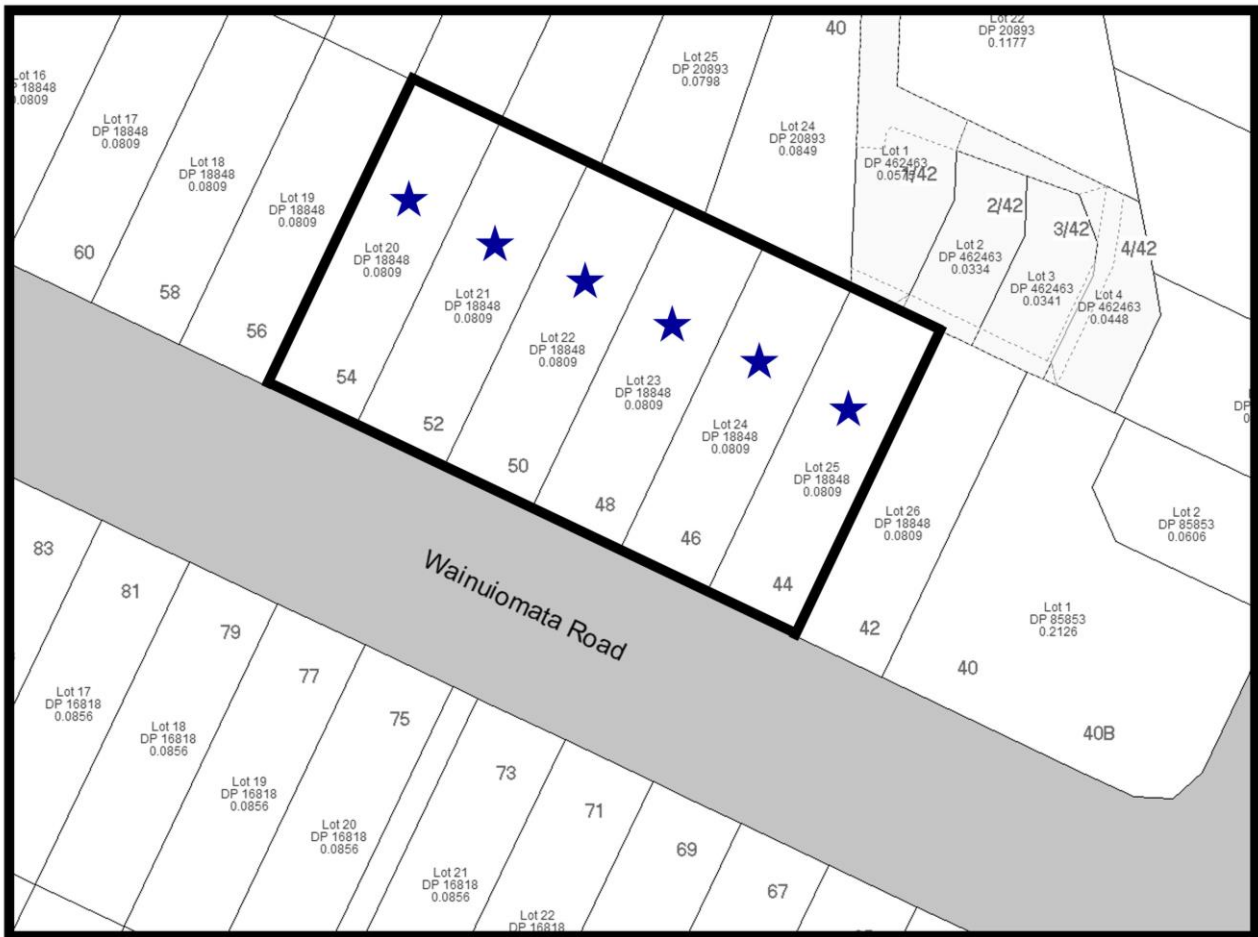 Lot 22
DP 20893
0.1177
40
Lot 25
DP 20893
0.0798
Lot 16
18848
0.0809
Lot 17
DP 18848
0.0809
Lot 24
DP 20893
0.0849
Lot 18
DP 18848
0.0809
Lot 1
DP 462463
1/42
Lot 19
DP 18848
0.0809
2/42
3/42
4/42
Lot 20
DP 18848
0.0809
Lot 2
DP 462463
0.0334
Lot 3
DP 462463
0.0341
Lot 4
DP 462463
0.0448
60
58
56
54
52
50
48
46
44
42
40
40B
Lot 21
DP 18848
0.0809
Lot 22
DP 18848
0.0809
Lot 23
DP 18848
0.0809
Lot 24
DP 18848
0.0809
Lot 25
DP 18848
0.0809
Lot 26
DP 18848
0.0809
DP
0
Lot 2
DP 85853
0.0606
Lot 1
DP 85853
0.2126
Wainuiomata Road
83
81
79
77
75
73
71
69
67
Lot 17
DP 16818
0.0856
Lot 18
DP 16818
0.0856
Lot 19
DP 16818
0.0856
Lot 20
DP 16818
0.0856
Lot 21
DP 16818
0.0856
Lot 22
DP 16818